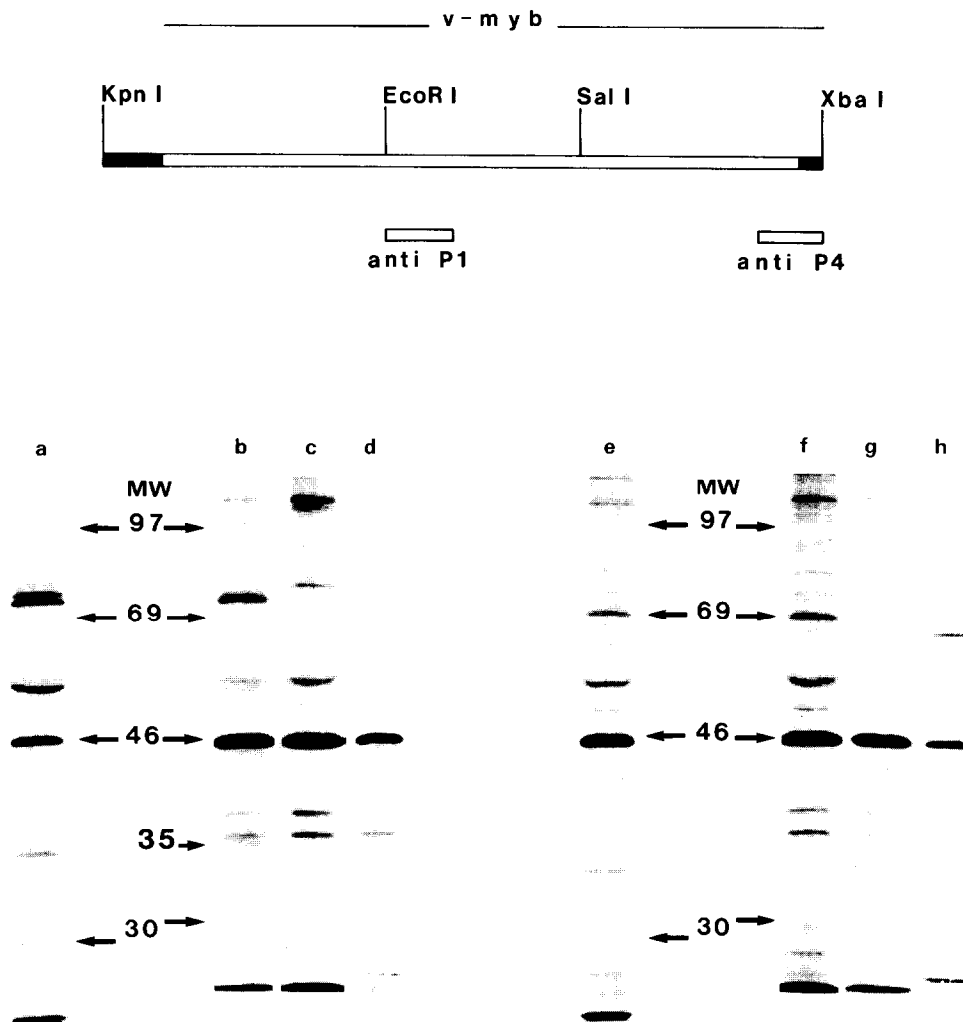 v-myb
Kpn I EcoR I Sal I Xba I
anti P1 anti P4
a b c d e f g h
MW MW
97 97
69 69
46 46
35
30 30